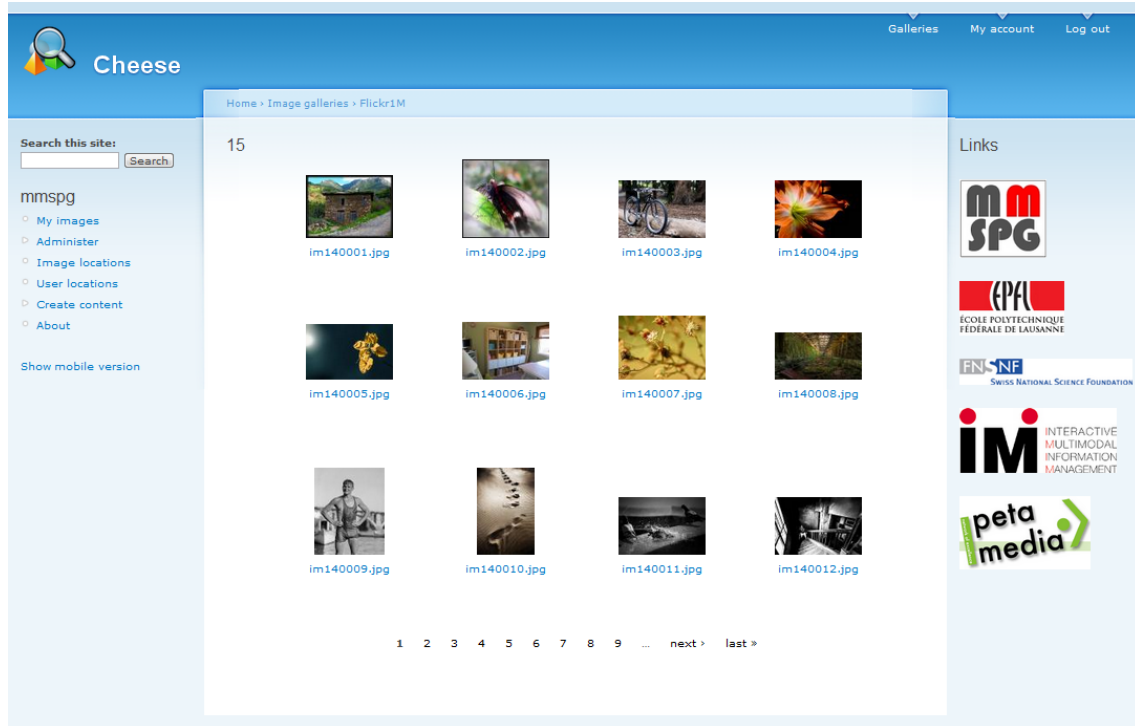 Galleries My account Log out
Cheese
Home › Image galleries › Flickr1M
Search this site:
Search
mmspg
My images
Administer
Image locations
User locations
Create content
About
Show mobile version
15
im140001.jpg im140002.jpg im140003.jpg im140004.jpg
im140005.jpg im140006.jpg im140007.jpg im140008.jpg
im140009.jpg im140010.jpg im140011.jpg im140012.jpg
1 2 3 4 5 6 7 8 9 … next › last »
Links
MM
SPG
EPFL
ÉCOLE POLYTECHNIQUE
FÉDÉRALE DE LAUSANNE
FNSNF
SWISS NATIONAL SCIENCE FOUNDATION
iM
INTERACTIVE
MULTIMODAL
INFORMATION
MANAGEMENT
peta
media